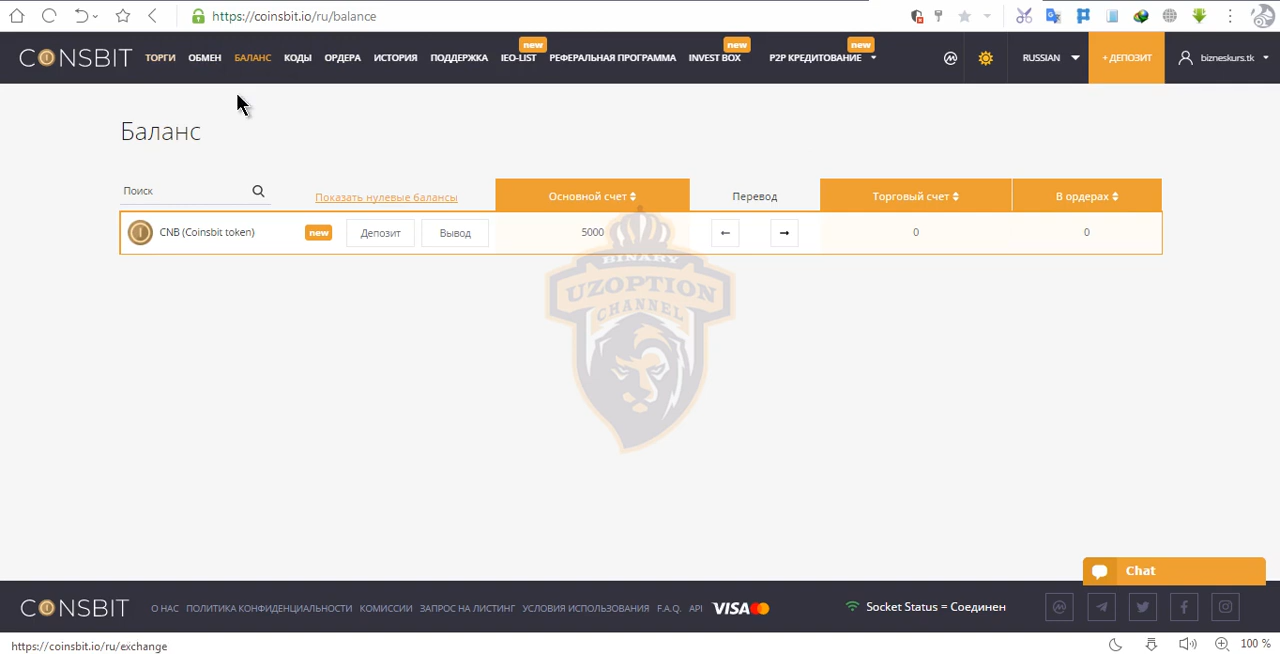 https://coinsbit.io/ru/balance
COINSBIT
ТОРГИ ОБМЕН БАЛАНС КОДЫ ОРДЕРА ИСТОРИЯ ПОДДЕРЖКА IEO-LIST new РЕФЕРАЛЬНАЯ ПРОГРАММА INVEST BOX new P2P КРЕДИТОВАНИЕ new RUSSIAN + ДЕПОЗИТ bizneskurs.tk
Баланс
Поиск Показать нулевые балансы Основной счет Перевод Торговый счет В ордерах
CNB (Coinsbit token) new Депозит Вывод 5000 ← → 0 0
BINARY
UZOPTION
CHANNEL
Chat
COINSBIT О НАС ПОЛИТИКА КОНФИДЕНЦИАЛЬНОСТИ КОМИССИИ ЗАПРОС НА ЛИСТИНГ УСЛОВИЯ ИСПОЛЬЗОВАНИЯ F.A.Q. API VISA Socket Status = Соединен
https://coinsbit.io/ru/exchange 100 %